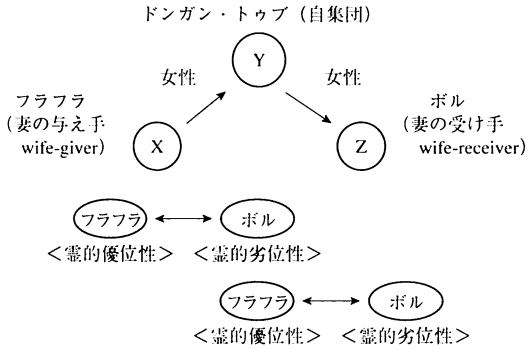 ドンガン・トゥブ（自集団）
Y
女性
女性
フラフラ
（妻の与え手
wife-giver）
X
Z
ボル
（妻の受け手
wife-receiver）
フラフラ
ボル
＜霊的優位性＞
＜霊的劣位性＞
フラフラ
ボル
＜霊的優位性＞
＜霊的劣位性＞